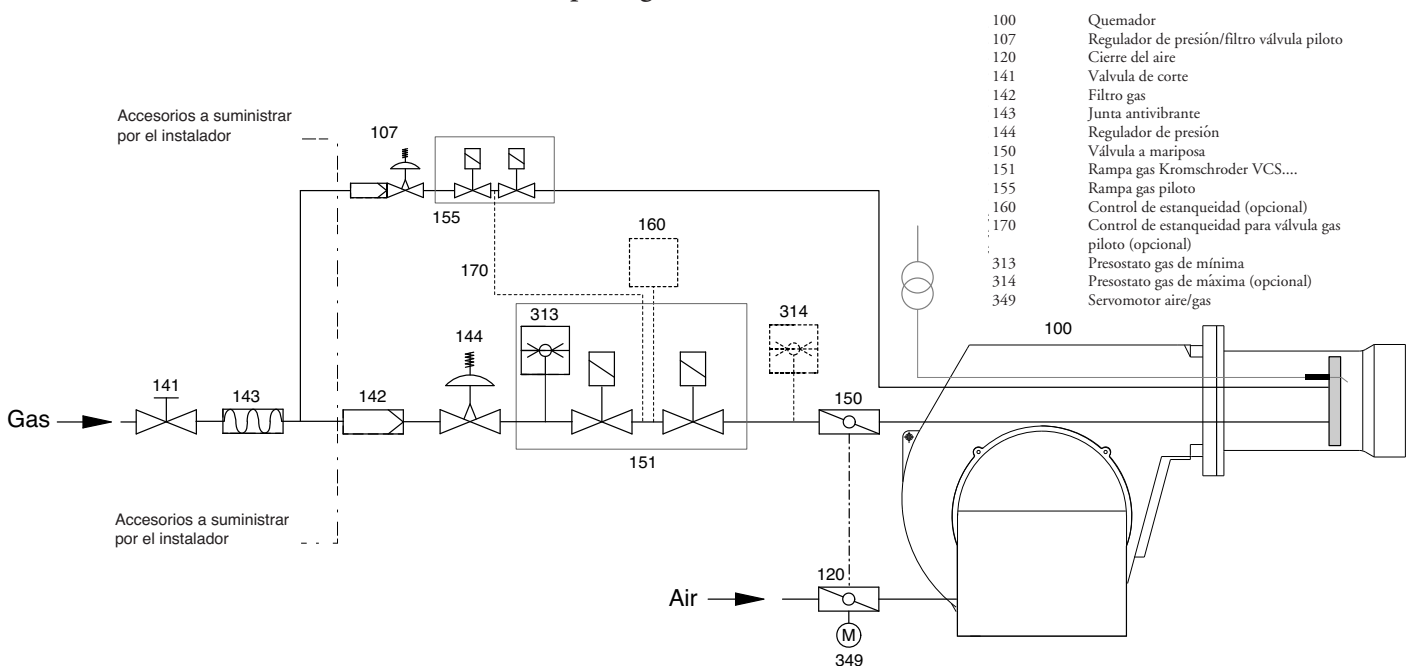 100 Quemador
107 Regulador de presión/filtro válvula piloto
120 Cierre del aire
141 Valvula de corte
142 Filtro gas
143 Junta antivibrante
144 Regulador de presión
150 Válvula a mariposa
151 Rampa gas Kromschroder VCS....
155 Rampa gas piloto
160 Control de estanqueidad (opcional)
170 Control de estanqueidad para válvula gas
piloto (opcional)
313 Presostato gas de mínima
314 Presostato gas de máxima (opcional)
349 Servomotor aire/gas
Accesorios a suministrar
por el instalador
107
155
160
170
313
314
100
144
141
143
142
150
Gas
151
Accesorios a suministrar
por el instalador
120
Air
M
349